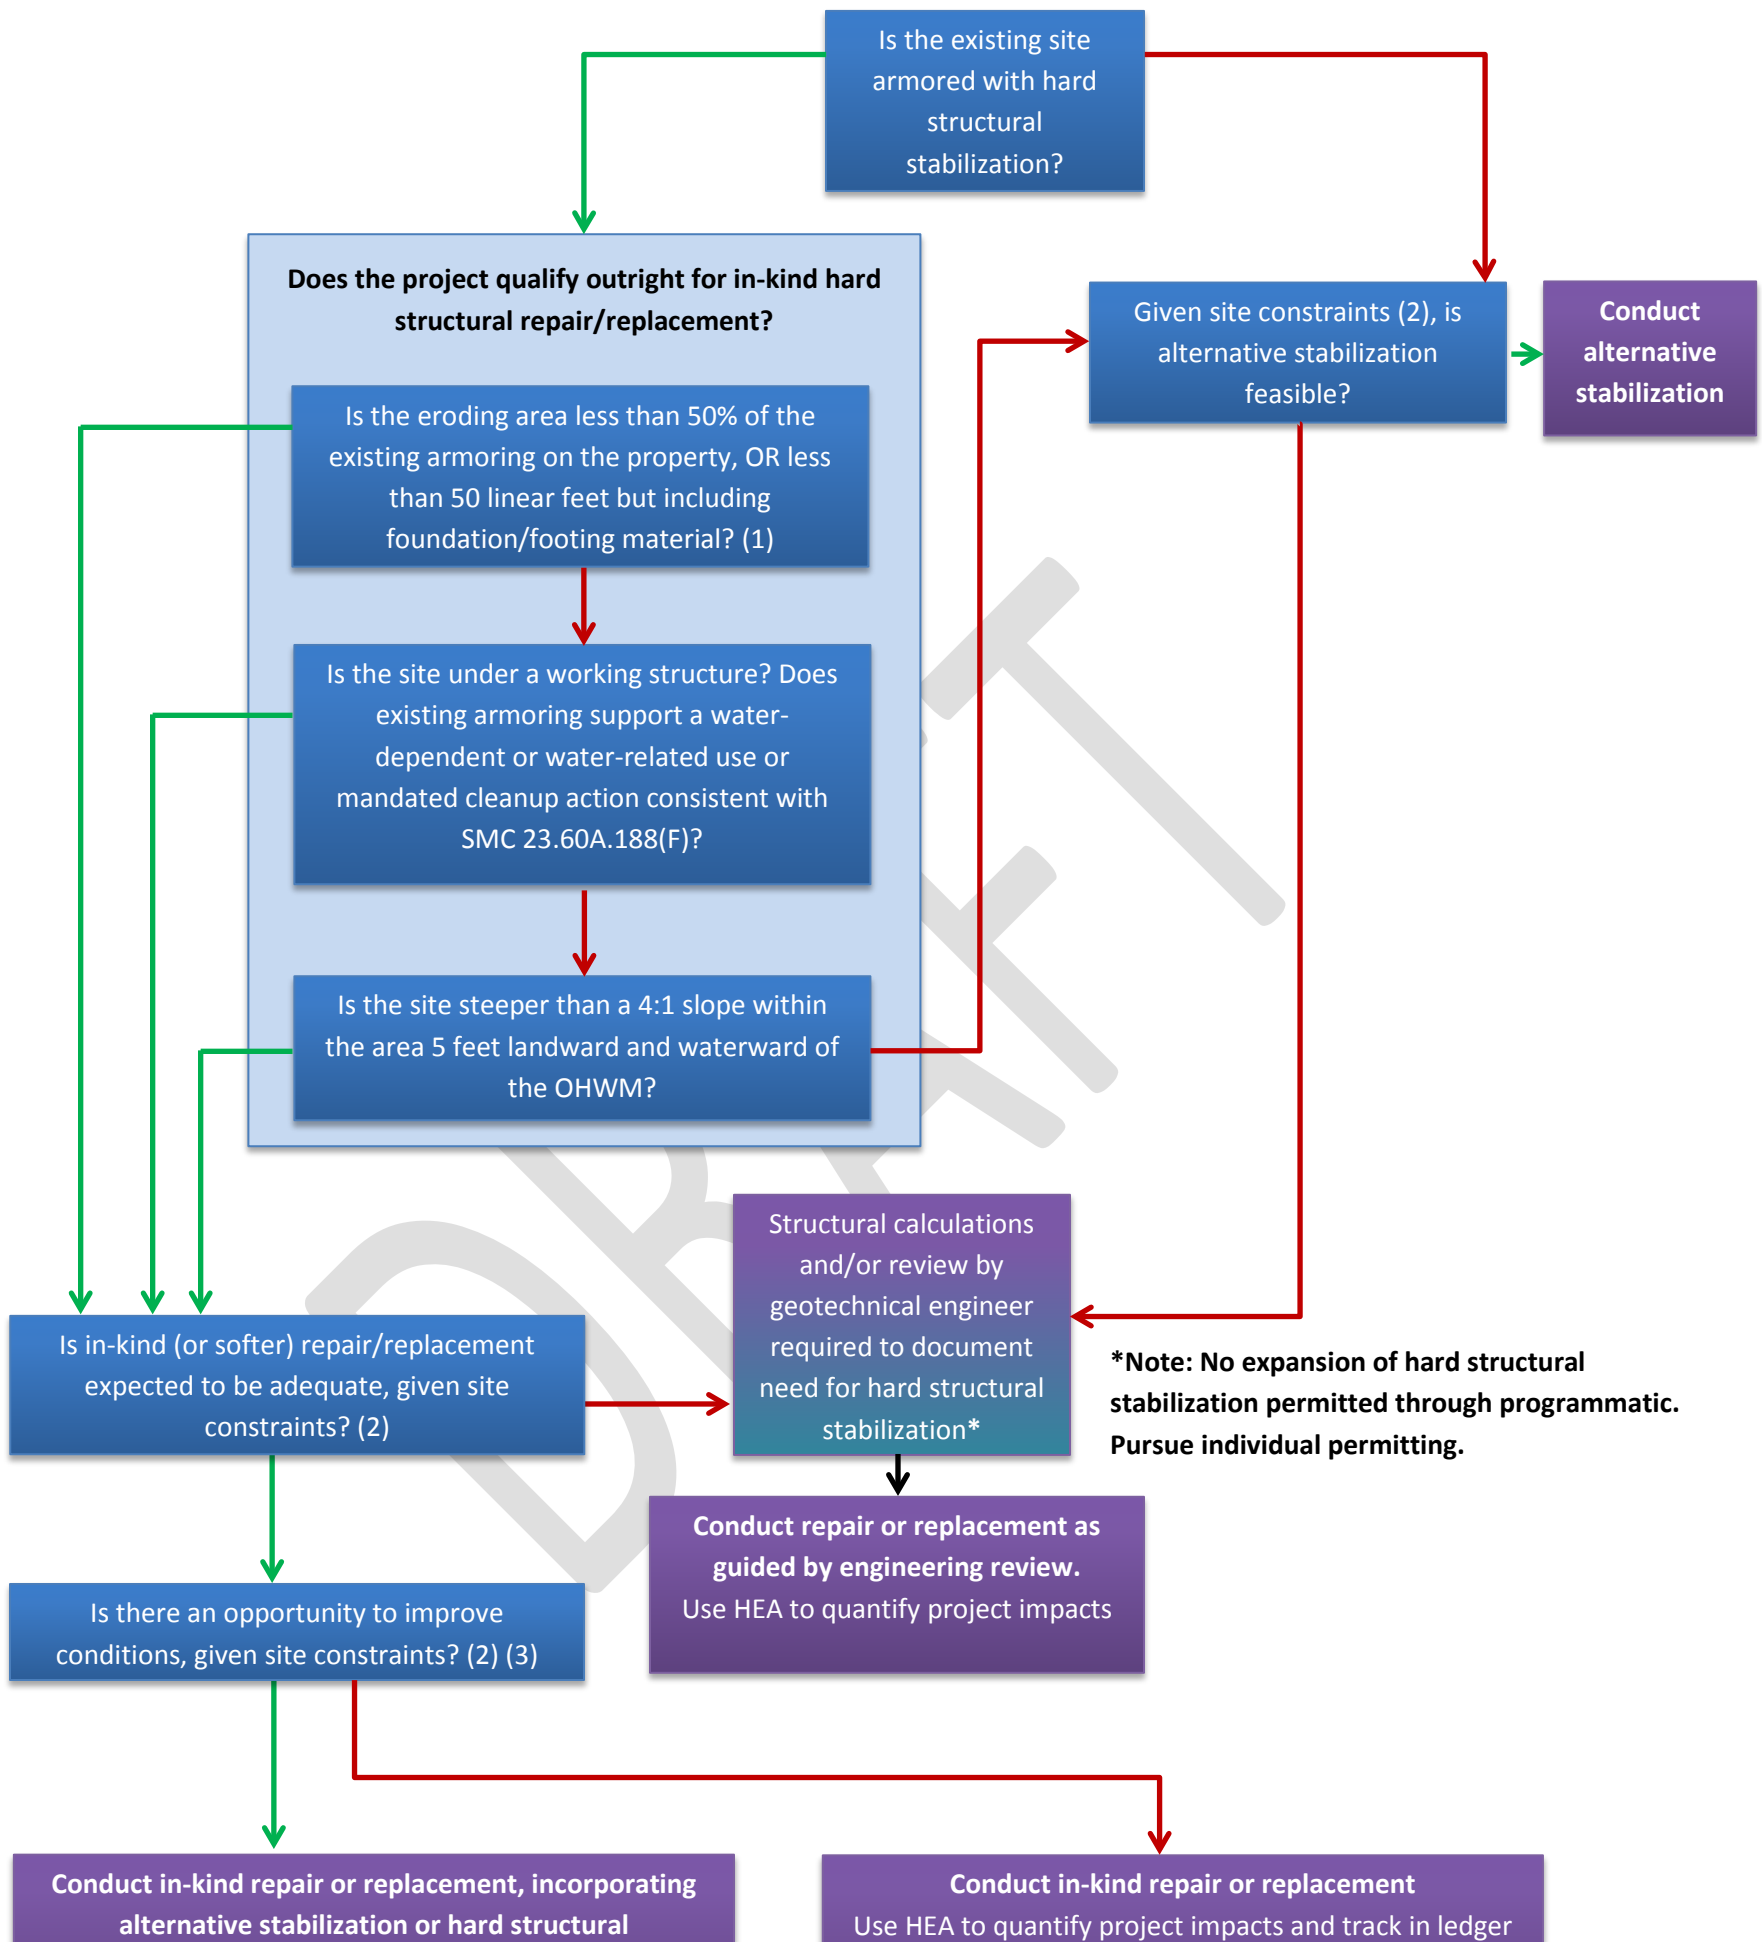 Is the existing site
armored with hard
structural
stabilization?
Does the project qualify outright for in-kind hard
structural repair/replacement?
Given site constraints (2), is
alternative stabilization
feasible?
Conduct
alternative
stabilization
Is the eroding area less than 50% of the
existing armoring on the property, OR less
than 50 linear feet but including
foundation/footing material? (1)
Is the site under a working structure? Does
existing armoring support a water-
dependent or water-related use or
mandated cleanup action consistent with
SMC 23.60A.188(F)?
Is the site steeper than a 4:1 slope within
the area 5 feet landward and waterward of
the OHWM?
DRAFT
Structural calculations
and/or review by
geotechnical engineer
required to document
need for hard structural
stabilization*
Is in-kind (or softer) repair/replacement
expected to be adequate, given site
constraints? (2)
*Note: No expansion of hard structural
stabilization permitted through programmatic.
Pursue individual permitting.
Conduct repair or replacement as
guided by engineering review.
Use HEA to quantify project impacts
Is there an opportunity to improve
conditions, given site constraints? (2) (3)
Conduct in-kind repair or replacement, incorporating
alternative stabilization or hard structural
Conduct in-kind repair or replacement
Use HEA to quantify project impacts and track in ledger